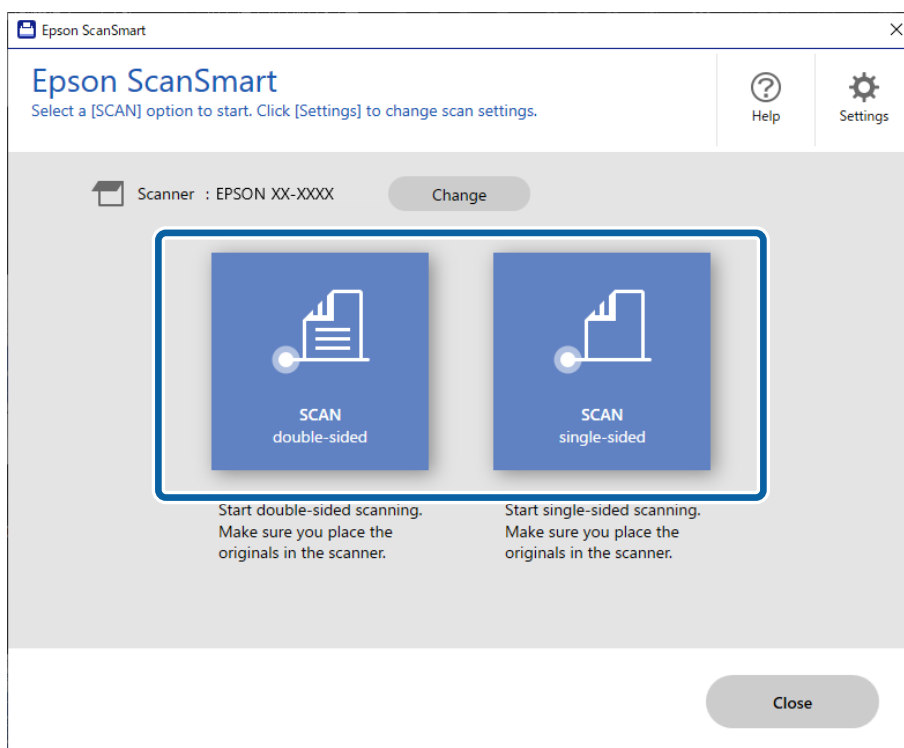 Epson ScanSmart
Epson ScanSmart
Select a [SCAN] option to start. Click [Settings] to change scan settings.
Help
Settings
Scanner : EPSON XX-XXXX
Change
SCAN
double-sided
SCAN
single-sided
Start double-sided scanning.
Make sure you place the
originals in the scanner.
Start single-sided scanning.
Make sure you place the
originals in the scanner.
Close